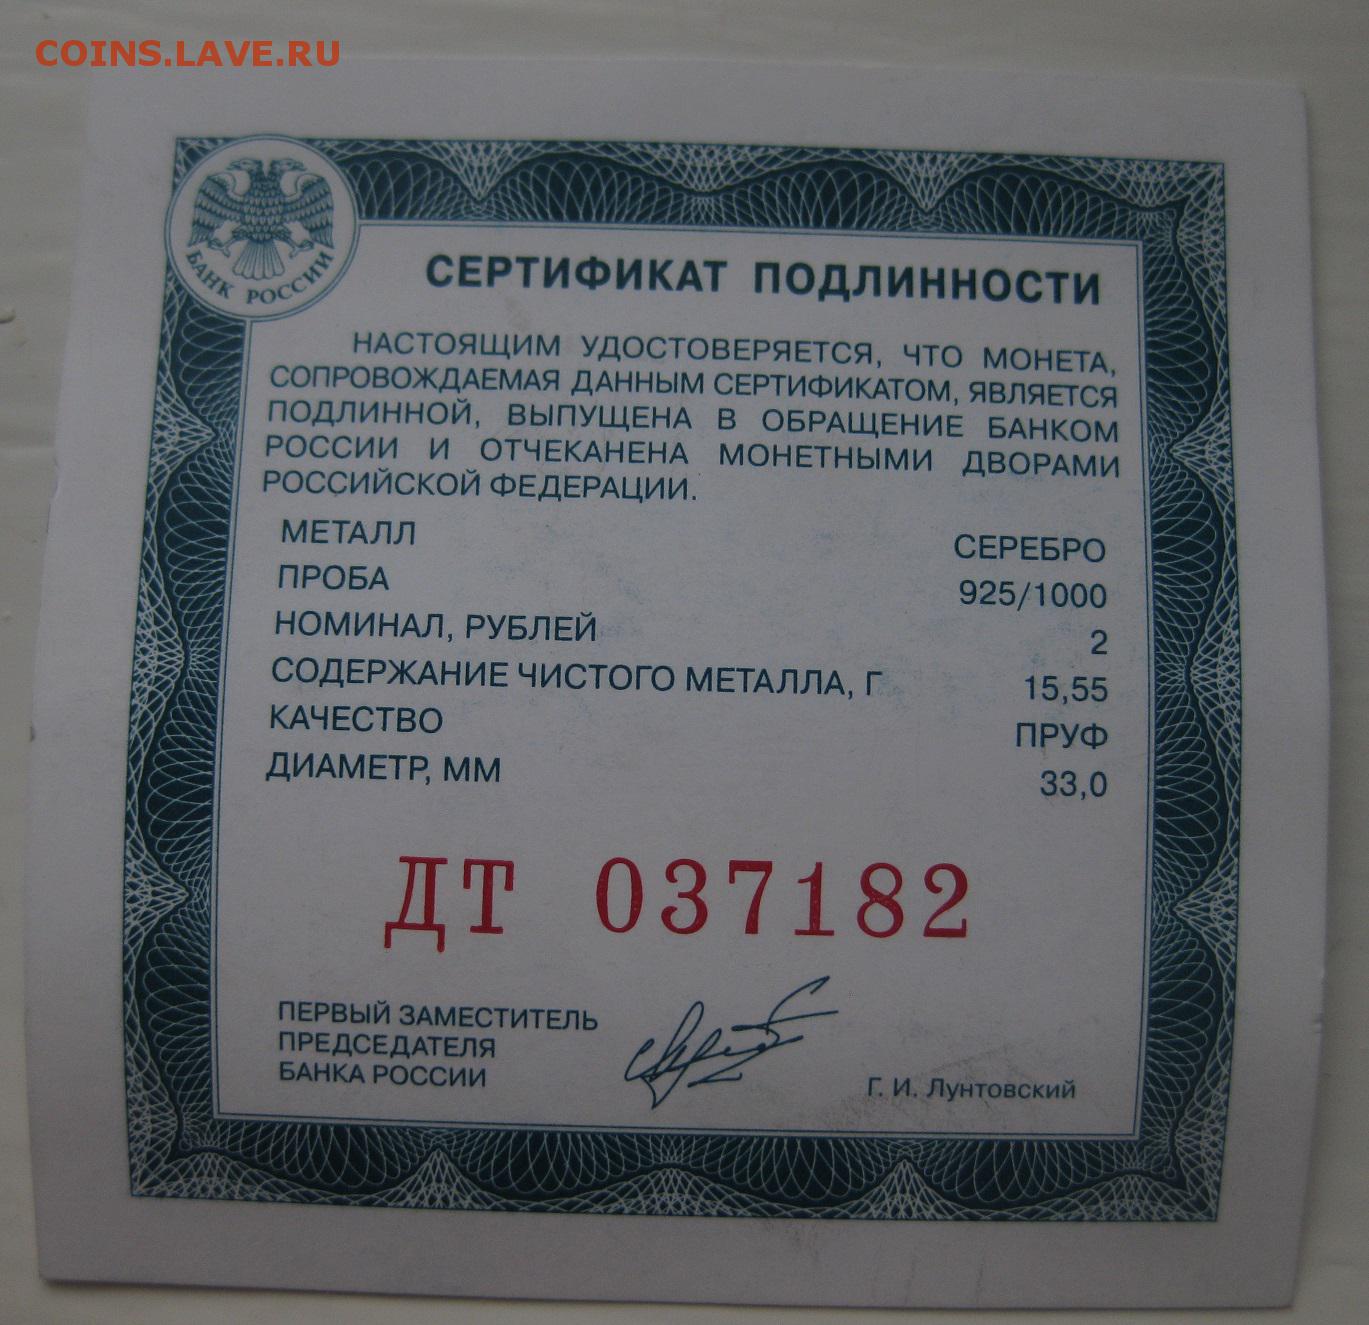 COINS.LAVE.RU
БАНК РОССИИ
СЕРТИФИКАТ ПОДЛИННОСТИ
НАСТОЯЩИМ УДОСТОВЕРЯЕТСЯ, ЧТО МОНЕТА,
СОПРОВОЖДАЕМАЯ ДАННЫМ СЕРТИФИКАТОМ, ЯВЛЯЕТСЯ
ПОДЛИННОЙ, ВЫПУЩЕНА В ОБРАЩЕНИЕ БАНКОМ
РОССИИ И ОТЧЕКАНЕНА МОНЕТНЫМИ ДВОРАМИ
РОССИЙСКОЙ ФЕДЕРАЦИИ.
МЕТАЛЛ СЕРЕБРО
ПРОБА 925/1000
НОМИНАЛ, РУБЛЕЙ 2
СОДЕРЖАНИЕ ЧИСТОГО МЕТАЛЛА, Г 15,55
КАЧЕСТВО ПРУФ
ДИАМЕТР, ММ 33,0
ДТ 037182
ПЕРВЫЙ ЗАМЕСТИТЕЛЬ
ПРЕДСЕДАТЕЛЯ
БАНКА РОССИИ
Г. И. Лунтовский